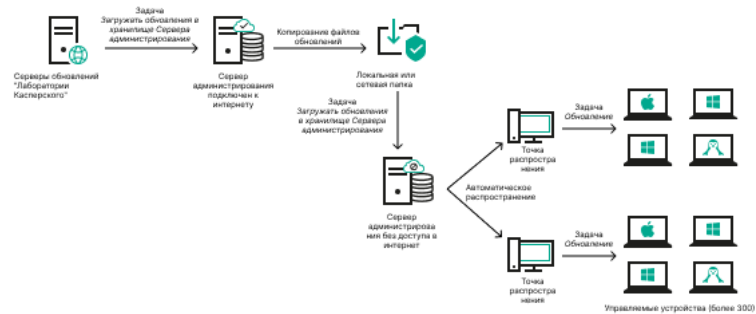 Задача
Загружать обновления в
хранилище Сервера
администрирования
Копирование файлов
обновлений
Серверы обновлений
"Лаборатории
Касперского"
Сервер
администрирования
подключен к
интернету
Локальная или
сетевая папка
Задача
Загружать обновления
в хранилище Сервера
администрирования
Сервер
администрирова
ния без доступа в
интернет
Автоматическое
распространение
Точка
распростра
нения
Задача
Обновление
Точка
распростра
нения
Задача
Обновление
Управляемые устройства (более 300)